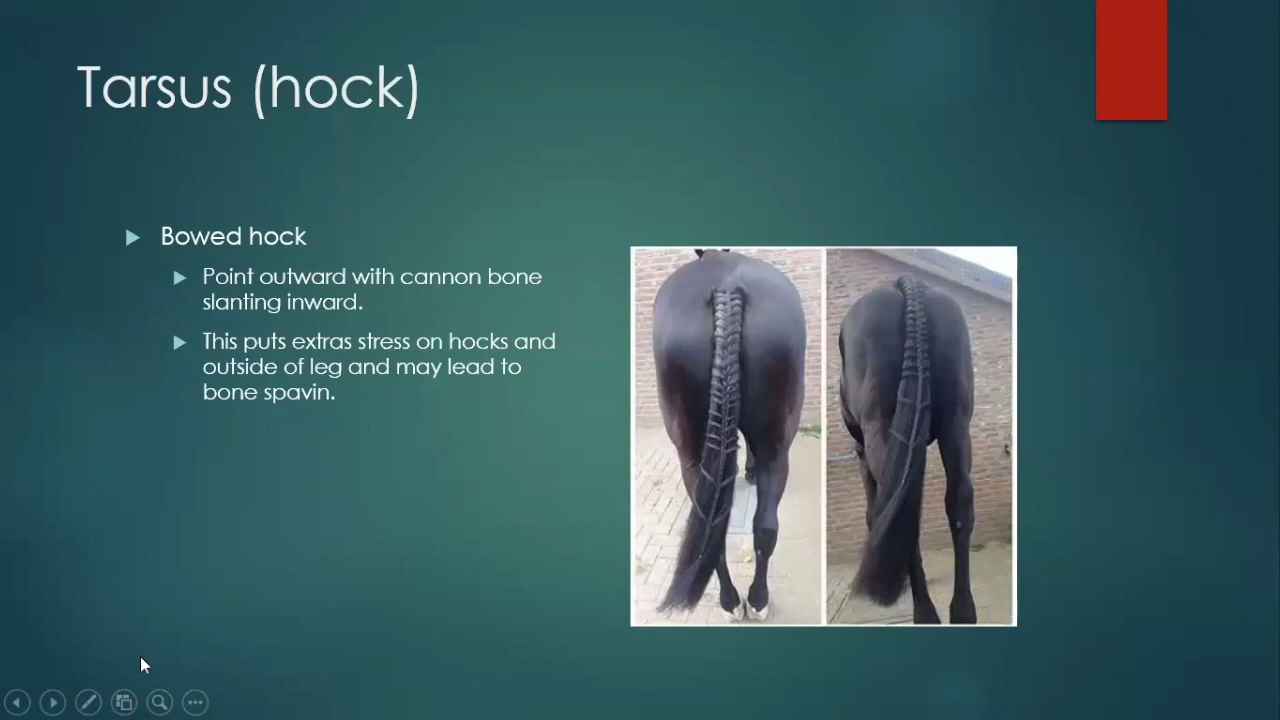 Tarsus (hock)
Bowed hock
Point outward with cannon bone
slanting inward.
This puts extras stress on hocks and
outside of leg and may lead to
bone spavin.